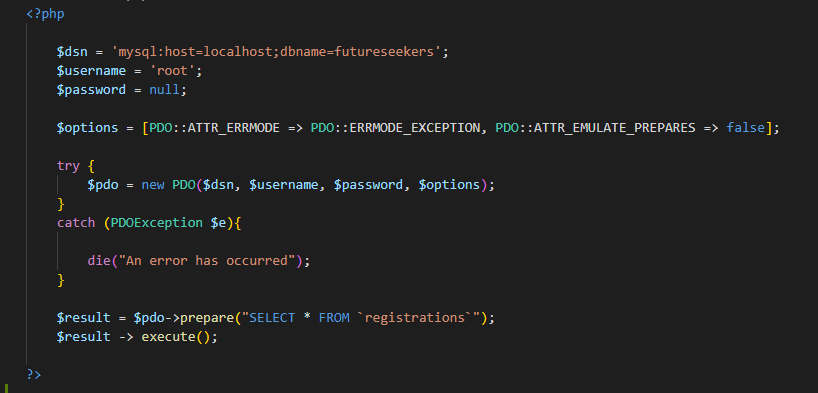 <?php
$dsn = 'mysql:host=localhost;dbname=futureseekers';
$username = 'root';
$password = null;
$options = [PDO::ATTR_ERRMODE => PDO::ERRMODE_EXCEPTION, PDO::ATTR_EMULATE_PREPARES => false];
try {
$pdo = new PDO($dsn, $username, $password, $options);
}
catch (PDOException $e){
die("An error has occurred");
}
$result = $pdo->prepare("SELECT * FROM `registrations`");
$result -> execute();
?>